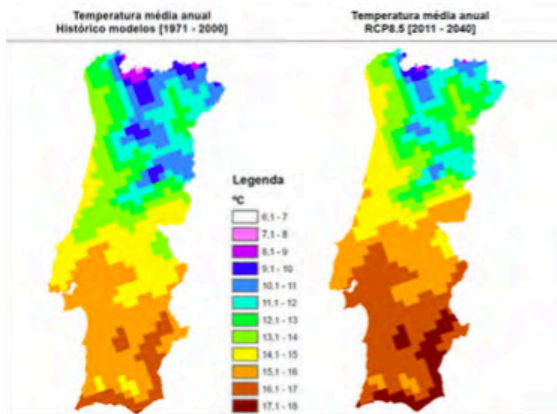 Temperatura média anual
Histórico modelos [1971 - 2000]
Temperatura média anual
RCP8.5 [2011 - 2040]
Legenda
ºC
6,1 - 7
7,1 - 8
8,1 - 9
9,1 - 10
10,1 - 11
11,1 - 12
12,1 - 13
13,1 - 14
14,1 - 15
15,1 - 16
16,1 - 17
17,1 - 18